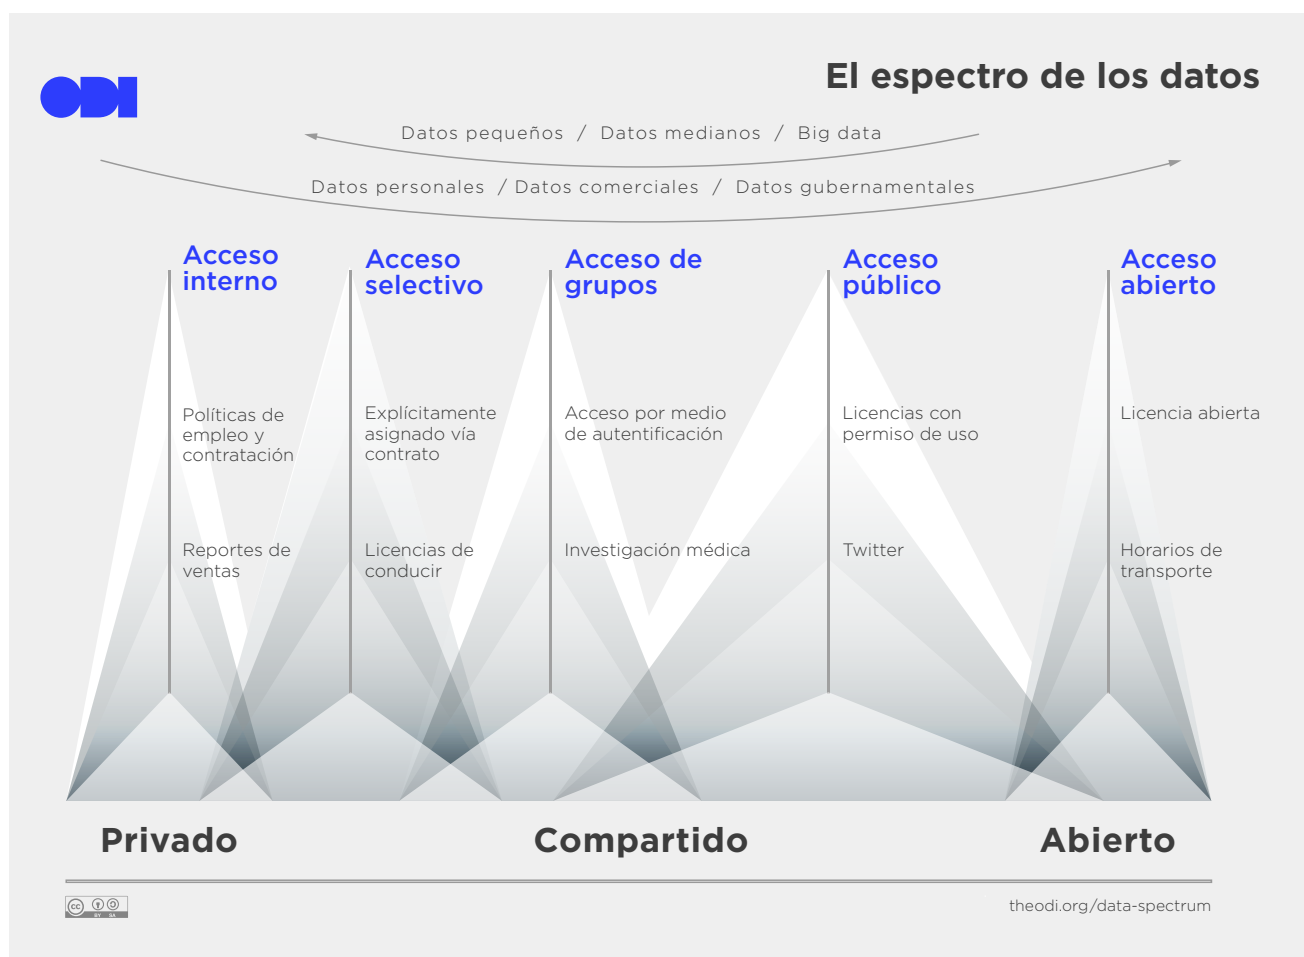 ODI
El espectro de los datos
Datos pequeños / Datos medianos / Big data
Datos personales / Datos comerciales / Datos gubernamentales
Acceso
interno
Acceso
selectivo
Acceso de
grupos
Acceso
público
Acceso
abierto
Políticas de
empleo y
contratación
Explícitamente
asignado vía
contrato
Acceso por medio
de autentificación
Licencias con
permiso de uso
Licencia abierta
Reportes de
ventas
Licencias de
conducir
Investigación médica
Twitter
Horarios de
transporte
Privado
Compartido
Abierto
cc BY SA
theodi.org/data-spectrum